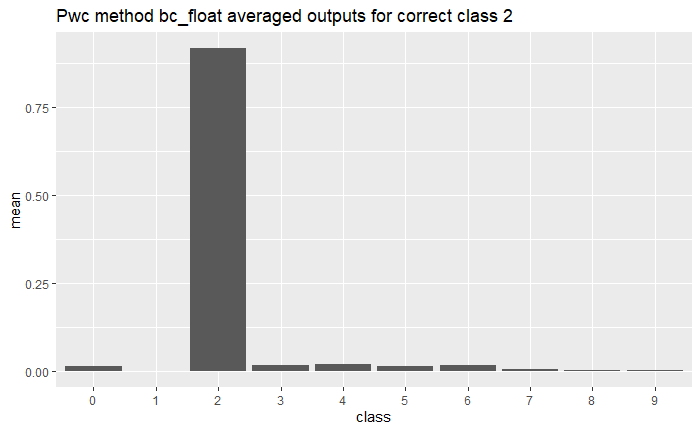 Pwc method bc_float averaged outputs for correct class 2
mean
0.75
0.50
0.25
0.00
0 1 2 3 4 5 6 7 8 9
class